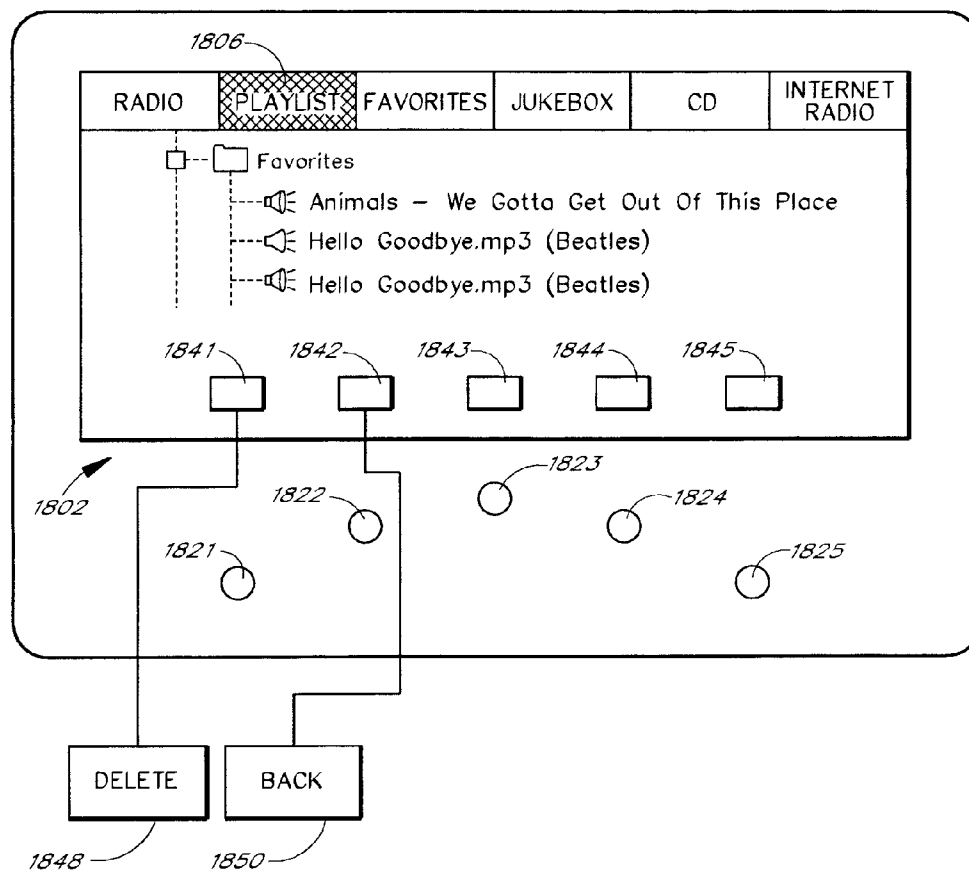 1806
RADIO PLAYLIST FAVORITES JUKEBOX CD INTERNET RADIO
Favorites
Animals – We Gotta Get Out Of This Place
Hello Goodbye.mp3 (Beatles)
Hello Goodbye.mp3 (Beatles)
1841 1842 1843 1844 1845
1802 1822 1823 1824
1821 1825
DELETE BACK
1848 1850